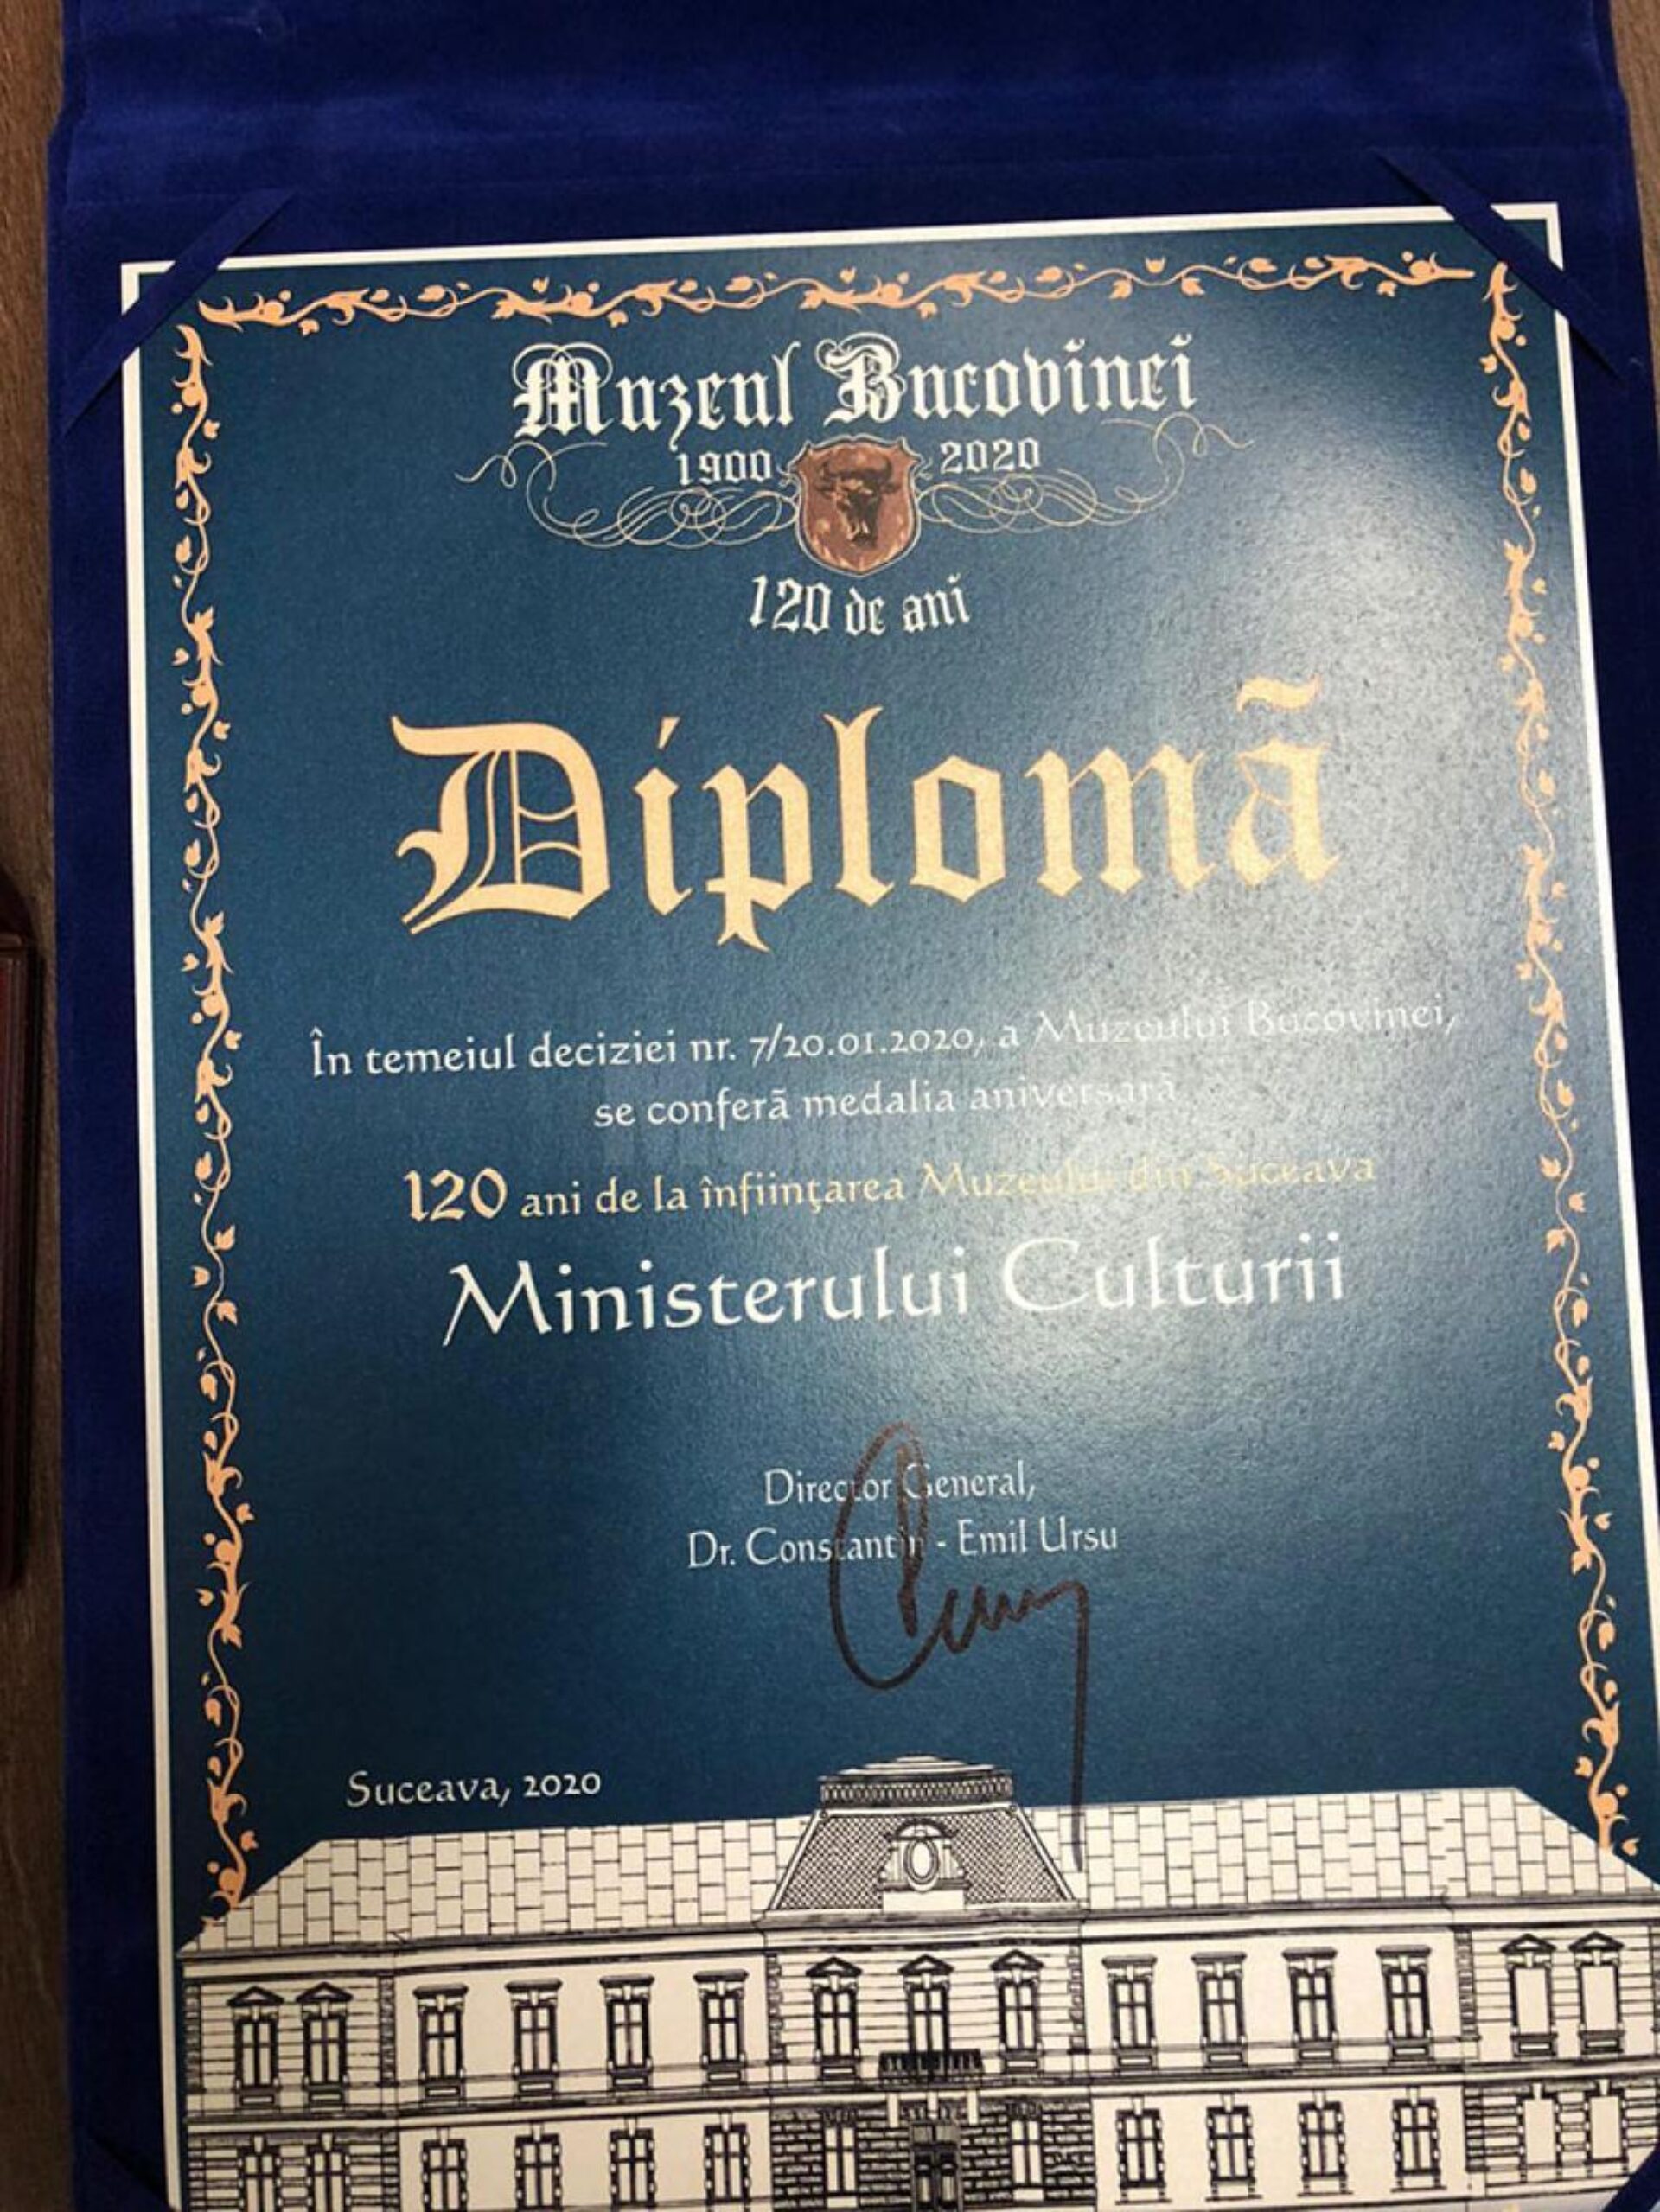 Muzeul Bucovinei
1900 2020
120 de ani
Diplomă
În temeiul deciziei nr. 7/20.01.2020, a Muzeului Bucovinei,
se conferă medalia aniversară
120 ani de la înființarea Muzeului din Suceava
Ministerului Culturii
Director General,
Dr. Constantin - Emil Ursu
Suceava, 2020